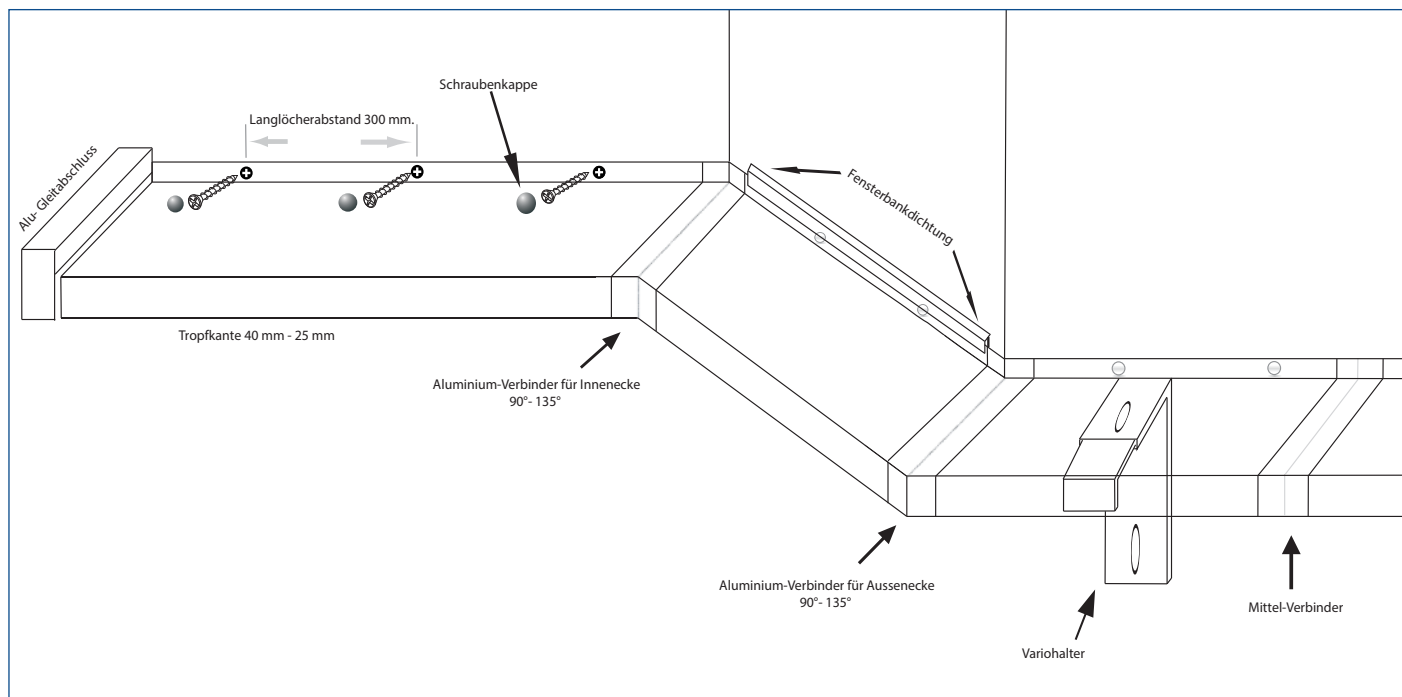 Schraubenkappe
Langlöcherabstand 300 mm.
Alu- Gleitabschluss
Fensterbankdichtung
Tropfkante 40 mm - 25 mm
Aluminium-Verbinder für Innenecke
90°- 135°
Aluminium-Verbinder für Aussenecke
90°- 135°
Mittel-Verbinder
Variohalter